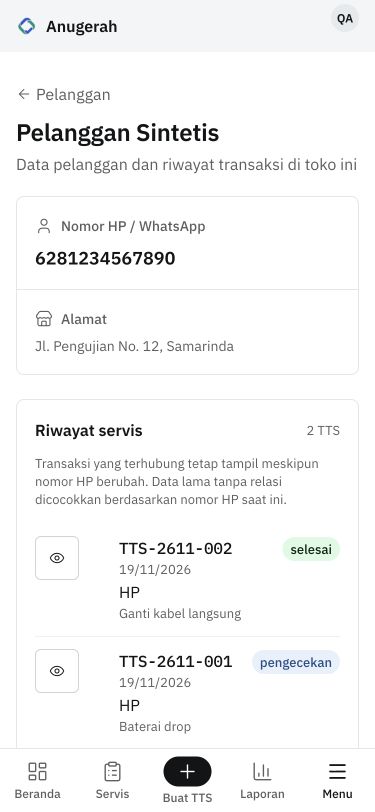 Anugerah
QA
Pelanggan
Pelanggan Sintetis
Data pelanggan dan riwayat transaksi di toko ini
Nomor HP / WhatsApp
6281234567890
Alamat
Jl. Pengujian No. 12, Samarinda
Riwayat servis
2 TTS
Transaksi yang terhubung tetap tampil meskipun
nomor HP berubah. Data lama tanpa relasi
dicocokkan berdasarkan nomor HP saat ini.
TTS-2611-002
selesai
19/11/2026
HP
Ganti kabel langsung
TTS-2611-001
pengecekan
19/11/2026
HP
Baterai drop
Beranda
Servis
Buat TTS
Laporan
Menu